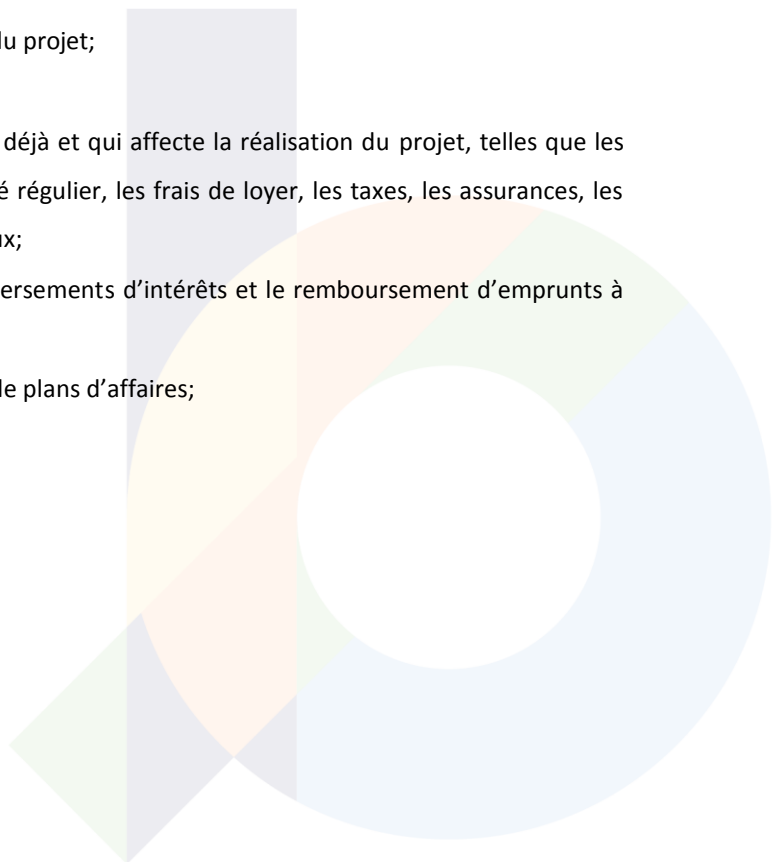 du projet;
déjà et qui affecte la réalisation du projet, telles que les
é régulier, les frais de loyer, les taxes, les assurances, les
ux;
ersements d’intérêts et le remboursement d’emprunts à
de plans d’affaires;